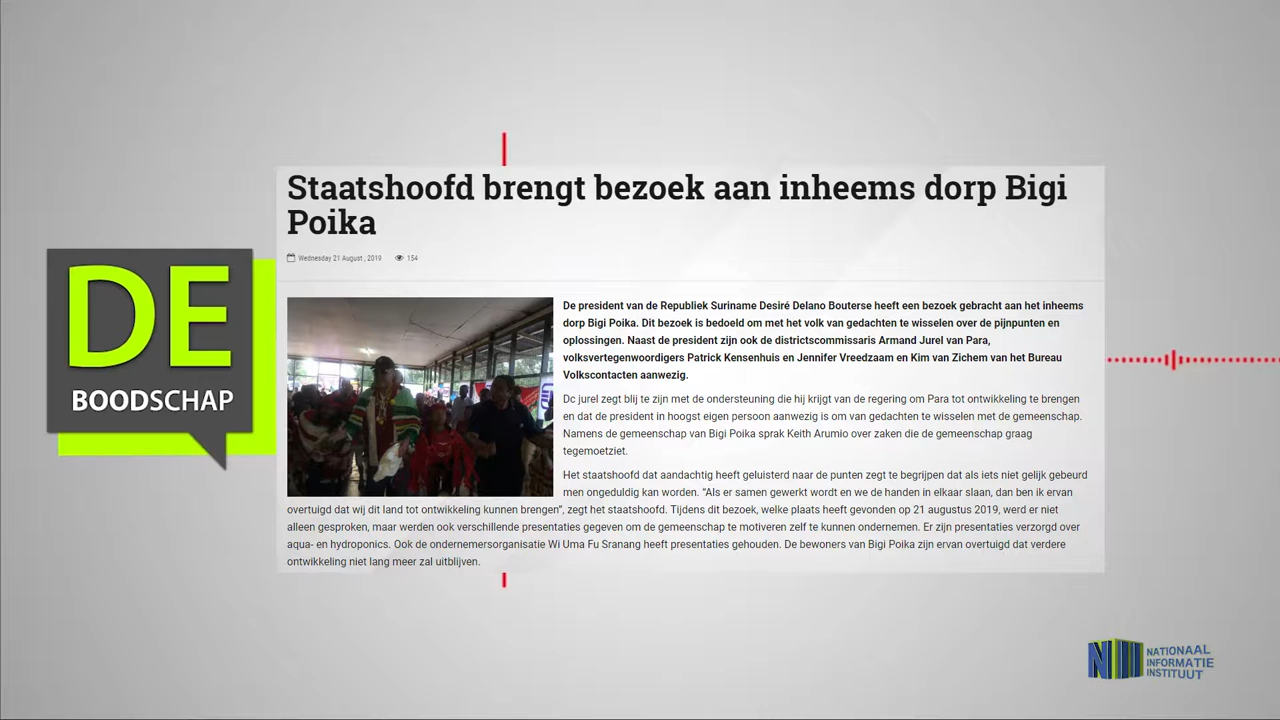 DE
BOODSCHAP
Staatshoofd brengt bezoek aan inheems dorp Bigi
Poika
Wednesday 21 August , 2019 154
De president van de Republiek Suriname Desiré Delano Bouterse heeft een bezoek gebracht aan het inheems
dorp Bigi Poika. Dit bezoek is bedoeld om met het volk van gedachten te wisselen over de pijnpunten en
oplossingen. Naast de president zijn ook de districtscommissaris Armand Jurel van Para,
volksvertegenwoordigers Patrick Kensenhuis en Jennifer Vreedzaam en Kim van Zichem van het Bureau
Volkscontacten aanwezig.
Dc jurel zegt blij te zijn met de ondersteuning die hij krijgt van de regering om Para tot ontwikkeling te brengen
en dat de president in hoogst eigen persoon aanwezig is om van gedachten te wisselen met de gemeenschap.
Namens de gemeenschap van Bigi Poika sprak Keith Arumio over zaken die de gemeenschap graag
tegemoetziet.
Het staatshoofd dat aandachtig heeft geluisterd naar de punten zegt te begrijpen dat als iets niet gelijk gebeurd
men ongeduldig kan worden. "Als er samen gewerkt wordt en we de handen in elkaar slaan, dan ben ik ervan
overtuigd dat wij dit land tot ontwikkeling kunnen brengen", zegt het staatshoofd. Tijdens dit bezoek, welke plaats heeft gevonden op 21 augustus 2019, werd er niet
alleen gesproken, maar werden ook verschillende presentaties gegeven om de gemeenschap te motiveren zelf te kunnen ondernemen. Er zijn presentaties verzorgd over
aqua- en hydroponics. Ook de ondernemersorganisatie Wi Uma Fu Sranang heeft presentaties gehouden. De bewoners van Bigi Poika zijn ervan overtuigd dat verdere
ontwikkeling niet lang meer zal uitblijven.
NII NATIONAAL
INFORMATIE
INSTITUUT